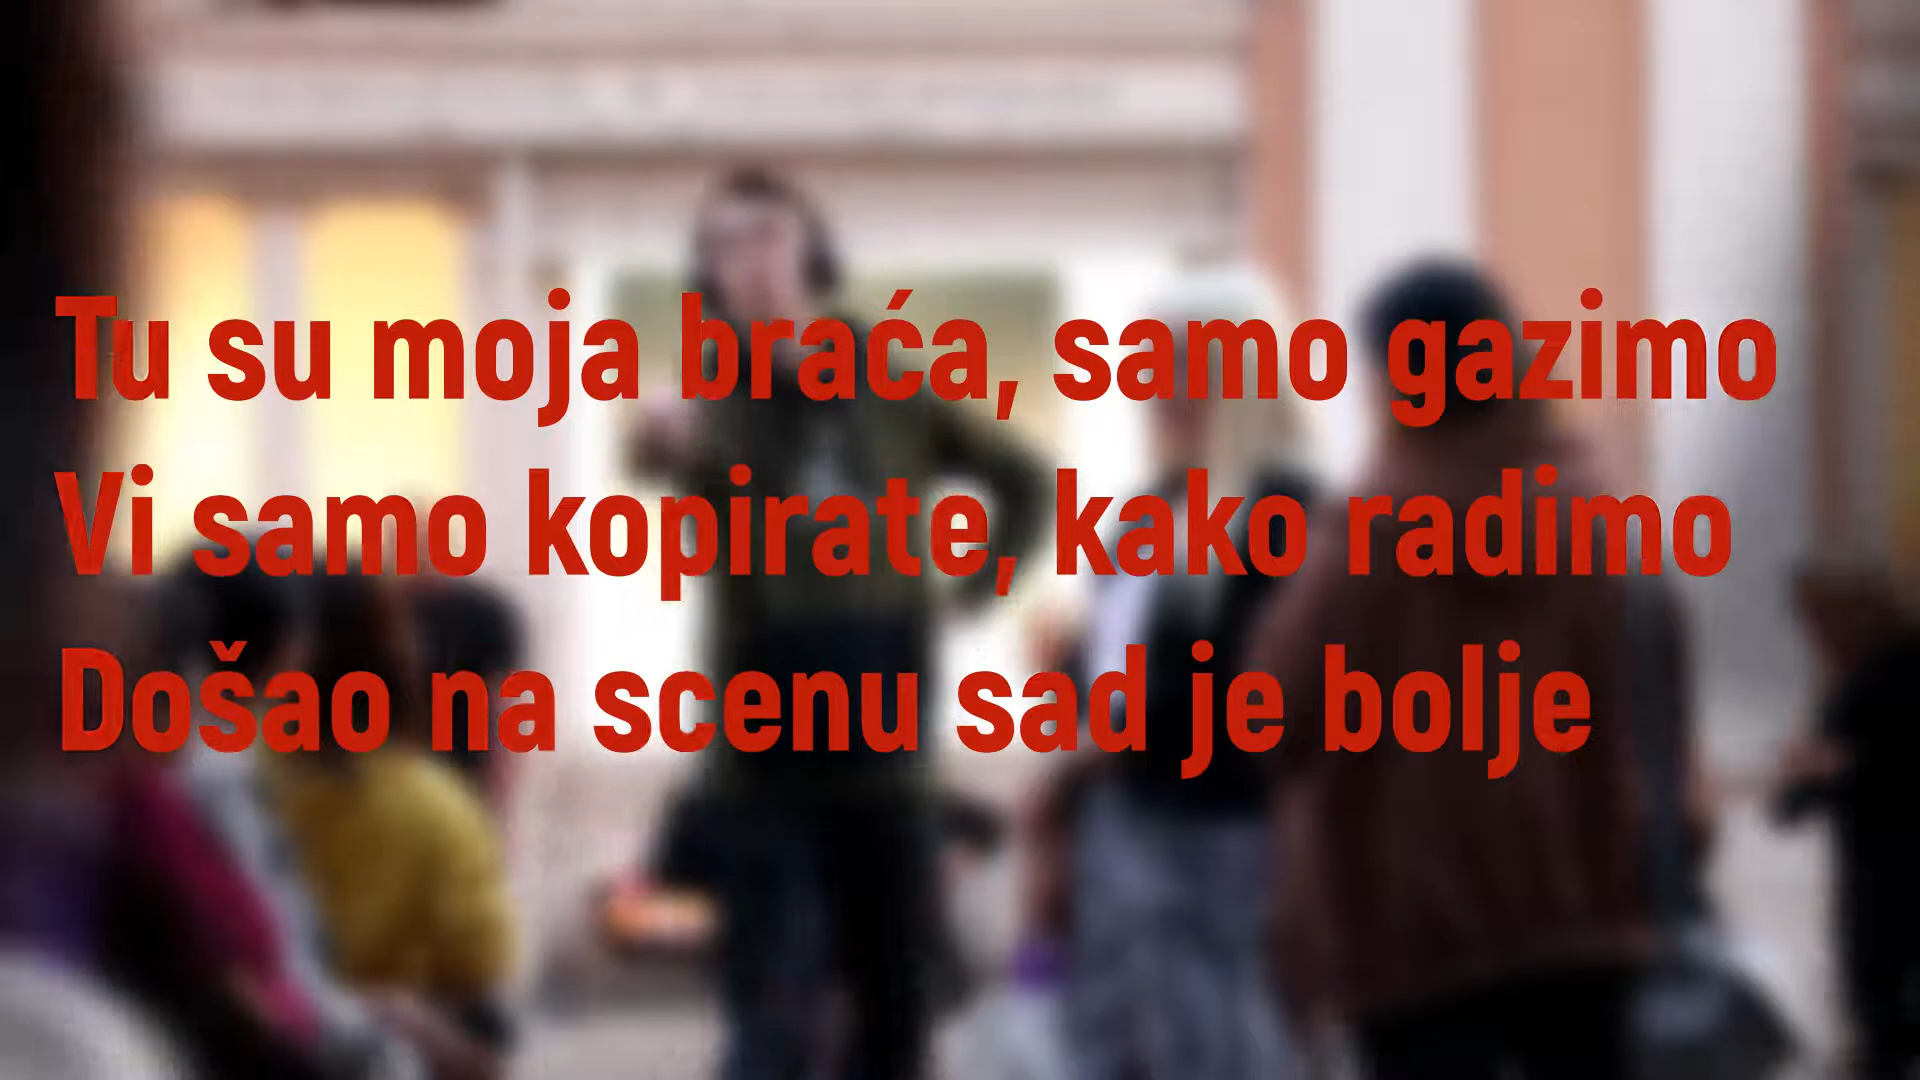 Tu su moja braća, samo gazimo
Vi samo kopirate, kako radimo
Došao na scenu sad je bolje